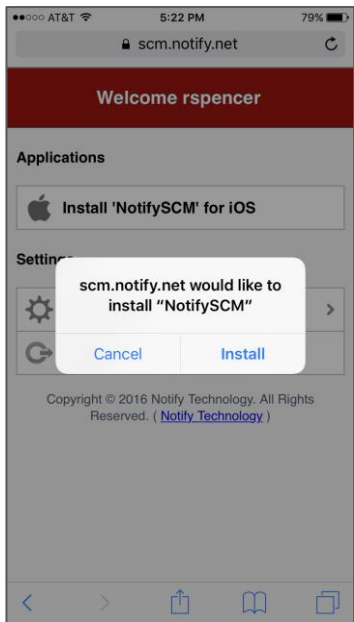 AT&T 5:22 PM 79%
scm.notify.net
Welcome rspencer
Applications
Install 'NotifySCM' for iOS
Settings
scm.notify.net would like to
install “NotifySCM”
Cancel Install
Copyright © 2016 Notify Technology. All Rights
Reserved. ( Notify Technology )